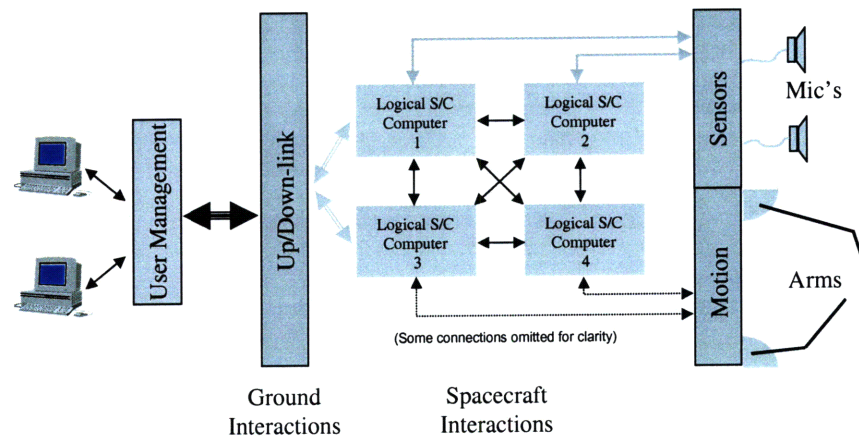 User Management
Up/Down-link
Logical S/C
Computer
1
Logical S/C
Computer
2
Logical S/C
Computer
3
Logical S/C
Computer
4
Sensors
Motion
Mic's
Arms
(Some connections omitted for clarity)
Ground
Interactions
Spacecraft
Interactions